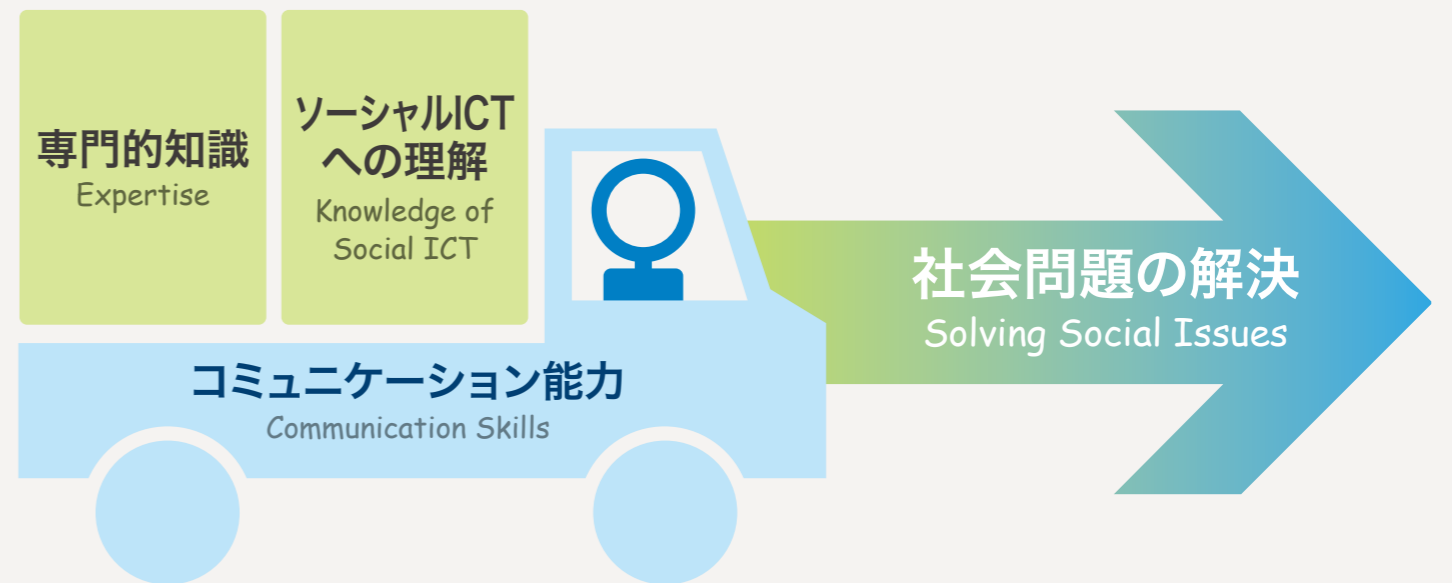 専門的知識
Expertise
ソーシャルICT
への理解
Knowledge of
Social ICT
コミュニケーション能力
Communication Skills
社会問題の解決
Solving Social Issues